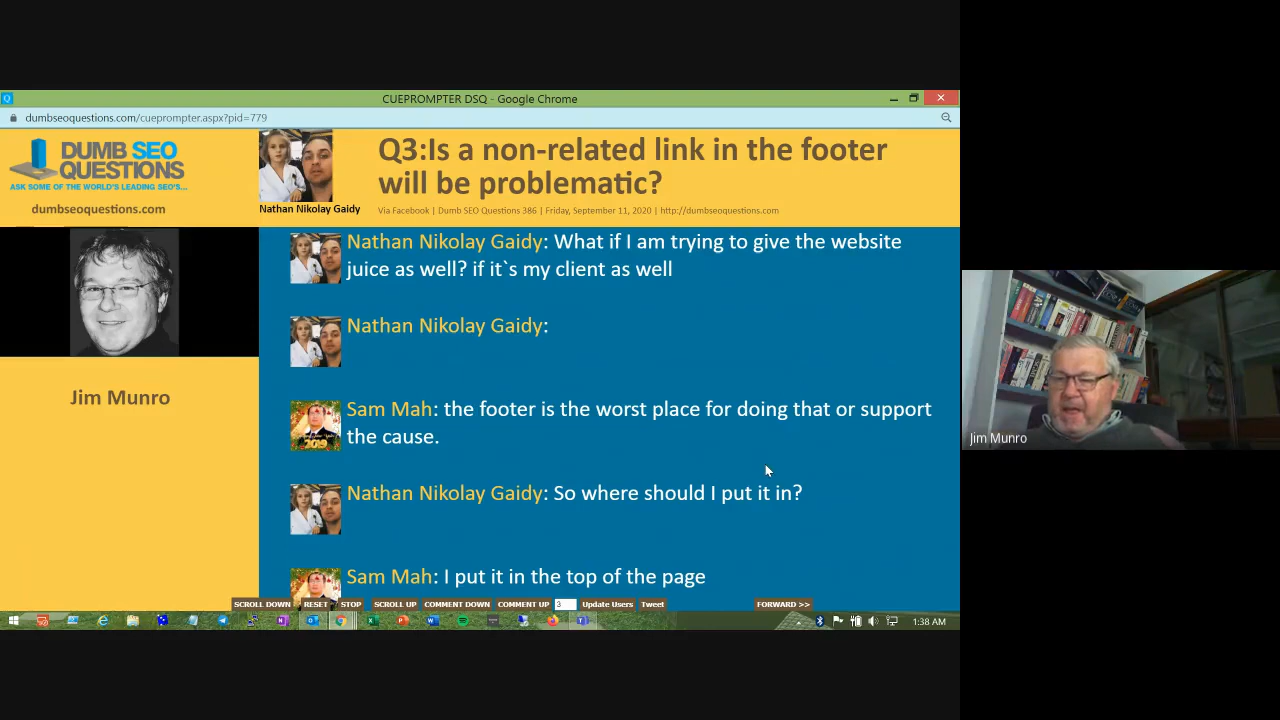 CUEPROMPTER DSQ - Google Chrome
dumbseoquestions.com/cueprompter.aspx?pid=779
DUMB SEO
QUESTIONS
ASK SOME OF THE WORLD'S LEADING SEO'S...
dumbseoquestions.com
Nathan Nikolay Gaidy
Q3:Is a non-related link in the footer
will be problematic?
Via Facebook | Dumb SEO Questions 386 | Friday, September 11, 2020 | http://dumbseoquestions.com
Jim Munro
Nathan Nikolay Gaidy: What if I am trying to give the website
juice as well? if it`s my client as well
Nathan Nikolay Gaidy:
Sam Mah: the footer is the worst place for doing that or support
the cause.
2019
Nathan Nikolay Gaidy: So where should I put it in?
Sam Mah: I put it in the top of the page
SCROLL DOWN RESET STOP SCROLL UP COMMENT DOWN COMMENT UP 3 Update Users Tweet FORWARD >>
1:38 AM
Jim Munro